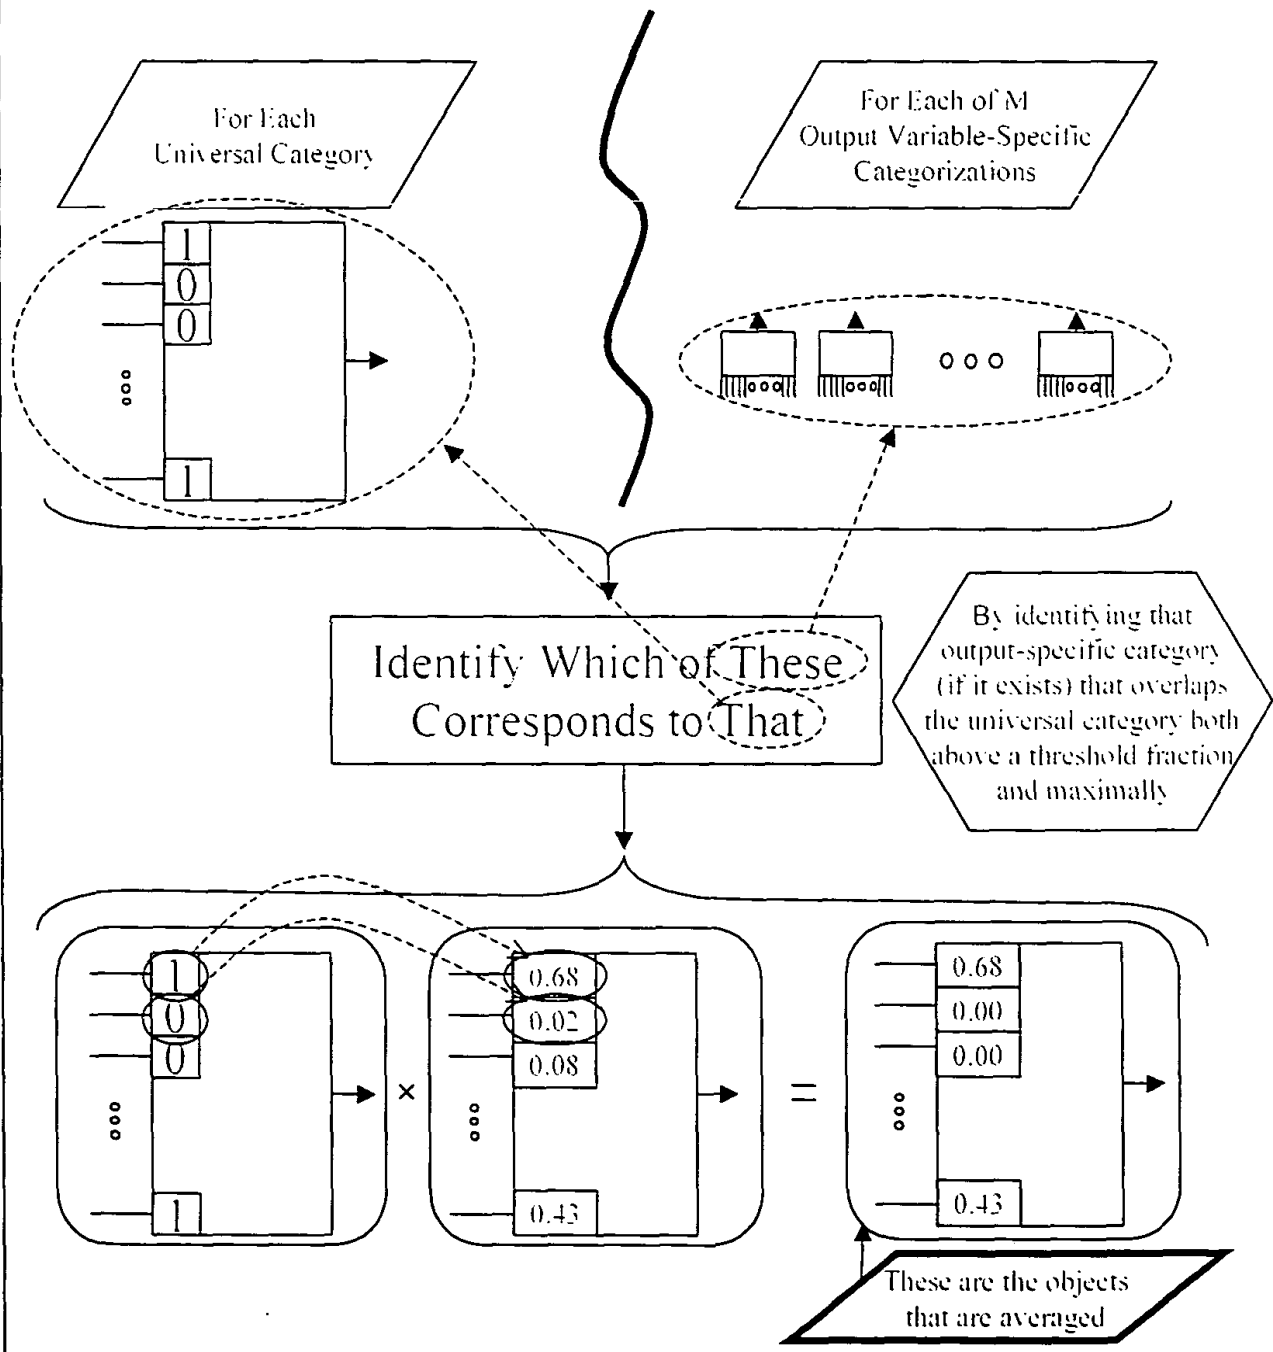 For Each
Universal Category
For Each of M
Output Variable-Specific
Categorizations
1
0
0
1
Identify Which of These
Corresponds to That
By identifying that
output-specific category
(if it exists) that overlaps
the universal category both
above a threshold fraction
and maximally
1
0
0
1
×
0.68
0.02
0.08
0.43
=
0.68
0.00
0.00
0.43
These are the objects
that are averaged